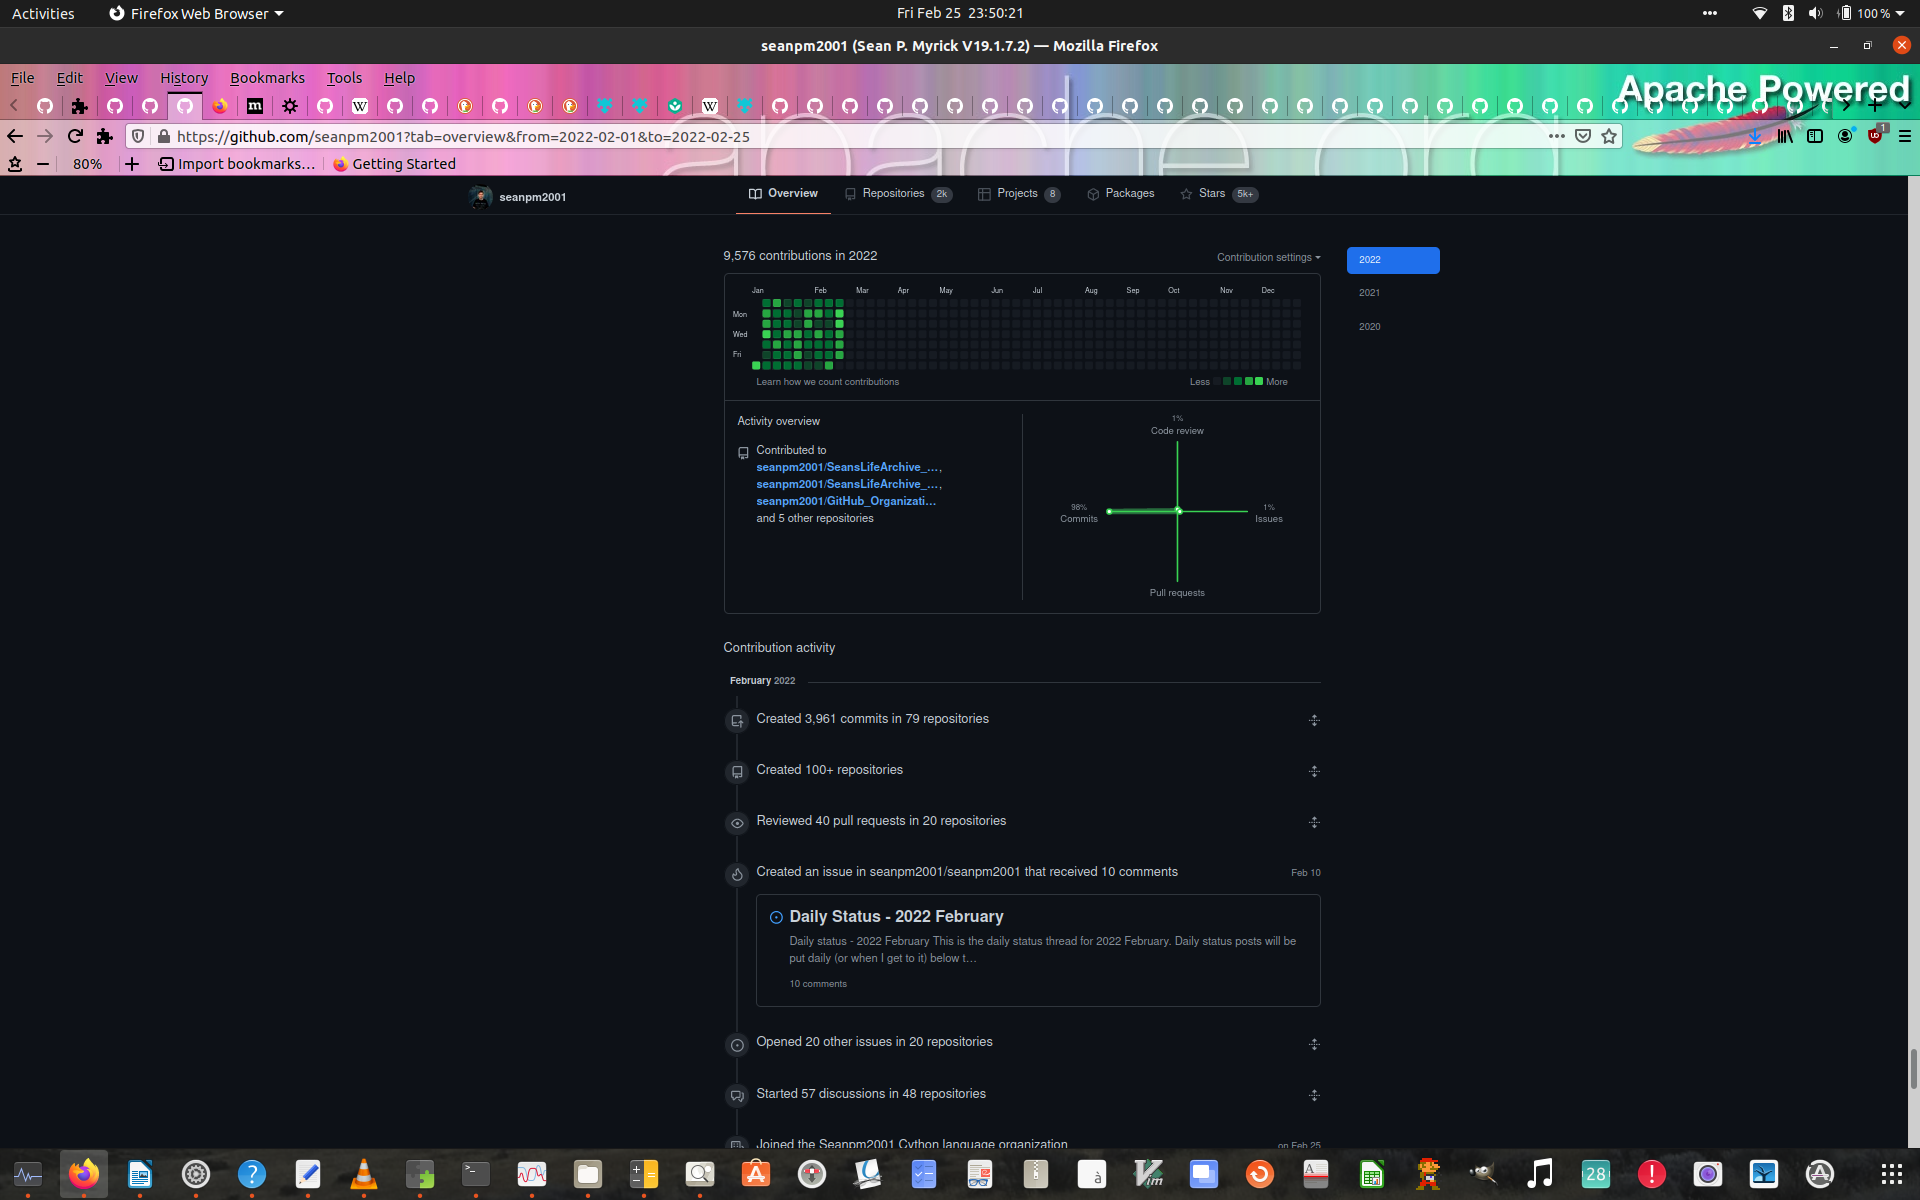 Activities
Firefox Web Browser
Fri Feb 25 23:50:21
100 %
seanpm2001 (Sean P. Myrick V19.1.7.2) — Mozilla Firefox
File Edit View History Bookmarks Tools Help
Apache Powered
https://github.com/seanpm2001?tab=overview&from=2022-02-01&to=2022-02-25
80%
Import bookmarks…
Getting Started
seanpm2001
Overview
Repositories 2k
Projects 8
Packages
Stars 5k+
9,576 contributions in 2022
Contribution settings
2022
2021
2020
Jan Feb Mar Apr May Jun Jul Aug Sep Oct Nov Dec
Mon
Wed
Fri
Learn how we count contributions
Less More
Activity overview
Contributed to
seanpm2001/SeansLifeArchive_…,
seanpm2001/SeansLifeArchive_…,
seanpm2001/GitHub_Organizati…
and 5 other repositories
1%
Code review
98%
Commits
1%
Issues
Pull requests
Contribution activity
February 2022
Created 3,961 commits in 79 repositories
Created 100+ repositories
Reviewed 40 pull requests in 20 repositories
Created an issue in seanpm2001/seanpm2001 that received 10 comments
Feb 10
Daily Status - 2022 February
Daily status - 2022 February This is the daily status thread for 2022 February. Daily status posts will be
put daily (or when I get to it) below t…
10 comments
Opened 20 other issues in 20 repositories
Started 57 discussions in 48 repositories
Joined the Seanpm2001 Cython language organization
on Feb 25
28